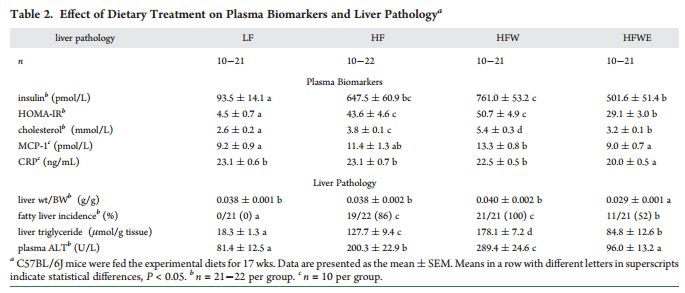 Table 2. Effect of Dietary Treatment on Plasma Biomarkers and Liver Pathologyᵃ
liver pathology LF HF HFW HFWE
n 10−21 10−22 10−21 10−21
Plasma Biomarkers
insulinᵇ (pmol/L) 93.5 ± 14.1 a 647.5 ± 60.9 bc 761.0 ± 53.2 c 501.6 ± 51.4 b
HOMA-IRᵇ 4.5 ± 0.7 a 43.6 ± 4.6 c 50.7 ± 4.9 c 29.1 ± 3.0 b
cholesterolᵇ (mmol/L) 2.6 ± 0.2 a 3.8 ± 0.1 c 5.4 ± 0.3 d 3.2 ± 0.1 b
MCP-1ᶜ (pmol/L) 9.2 ± 0.9 a 11.4 ± 1.3 ab 13.3 ± 0.8 b 9.0 ± 0.7 a
CRPᶜ (ng/mL) 23.1 ± 0.6 b 23.1 ± 0.7 b 22.5 ± 0.5 b 20.0 ± 0.5 a
Liver Pathology
liver wt/BWᵇ (g/g) 0.038 ± 0.001 b 0.038 ± 0.002 b 0.040 ± 0.002 b 0.029 ± 0.001 a
fatty liver incidenceᵇ (%) 0/21 (0) a 19/22 (86) c 21/21 (100) c 11/21 (52) b
liver triglyceride (μmol/g tissue) 18.3 ± 1.3 a 127.7 ± 9.4 c 178.1 ± 7.2 d 84.8 ± 12.6 b
plasma ALTᵇ (U/L) 81.4 ± 12.5 a 200.3 ± 22.9 b 289.4 ± 24.6 c 96.0 ± 13.2 a
ᵃ C57BL/6J mice were fed the experimental diets for 17 wks. Data are presented as the mean ± SEM. Means in a row with different letters in superscripts
indicate statistical differences, P < 0.05. ᵇ n = 21−22 per group. ᶜ n = 10 per group.